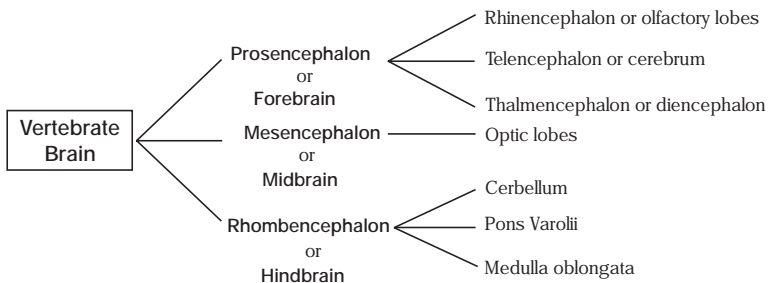 Vertebrate
Brain
Prosencephalon
or
Forebrain
Rhinencephalon or olfactory lobes
Telencephalon or cerebrum
Thalmencephalon or diencephalon
Mesencephalon
or
Midbrain
Optic lobes
Rhombencephalon
or
Hindbrain
Cerbellum
Pons Varolii
Medulla oblongata